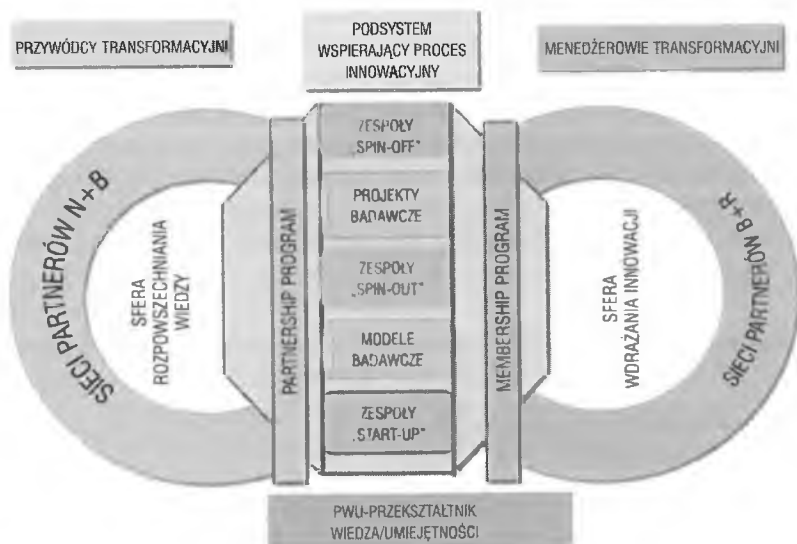 PRZYWÓDCY TRANSFORMACYJNI
PODSYSTEM
WSPIERAJĄCY PROCES
INNOWACYJNY
MENEDŻEROWIE TRANSFORMACYJNI
SIECI PARTNERÓW N+B
SFERA
ROZPOWSZECHNIANIA
WIEDZY
PARTNERSHIP PROGRAM
ZESPOŁY
„SPIN-OFF”
PROJEKTY
BADAWCZE
ZESPOŁY
„SPIN-OUT”
MODELE
BADAWCZE
ZESPOŁY
„START-UP”
MEMBERSHIP PROGRAM
SFERA
WDRAŻANIA INNOWACJI
SIECI PARTNERÓW B+R
PWU-PRZEKSZTAŁTNIK
WIEDZA/UMIEJĘTNOŚCI